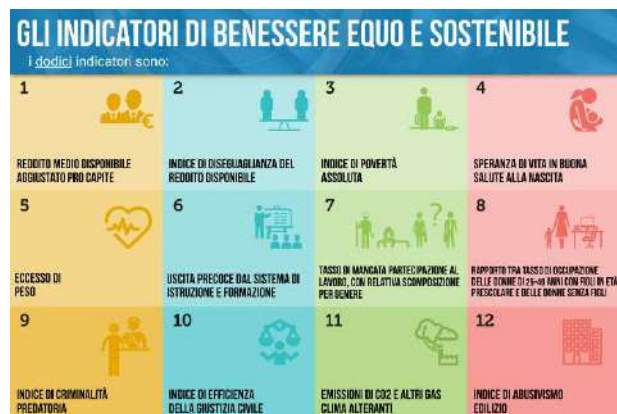 GLI INDICATORI DI BENESSERE EQUO E SOSTENIBILE
i dodici indicatori sono:
1
REDDITO MEDIO DISPONIBILE
AGGIUSTATO PRO CAPITE
2
INDICE DI DISEGUAGLIANZA DEL
REDDITO DISPONIBILE
3
INDICE DI POVERTÀ
ASSOLUTA
4
SPERANZA DI VITA IN BUONA
SALUTE ALLA NASCITA
5
ECCESSO DI
PESO
6
USCITA PRECOCE DAL SISTEMA DI
ISTRUZIONE E FORMAZIONE
7
?
TASSO DI MANCATA PARTECIPAZIONE AL
LAVORO, CON RELATIVA SCOMPOSIZIONE
PER GENERE
8
RAPPORTO TRA TASSO DI OCCUPAZIONE
DELLE DONNE DI 25-49 ANNI CON FIGLI IN ETÀ
PRESCOLARE E DELLE DONNE SENZA FIGLI
9
INDICE DI CRIMINALITÀ
PREDATORIA
10
INDICE DI EFFICIENZA
DELLA GIUSTIZIA CIVILE
11
EMISSIONI DI CO2 E ALTRI GAS
CLIMA ALTERANTI
12
INDICE DI ABUSIVISMO
EDILIZIO